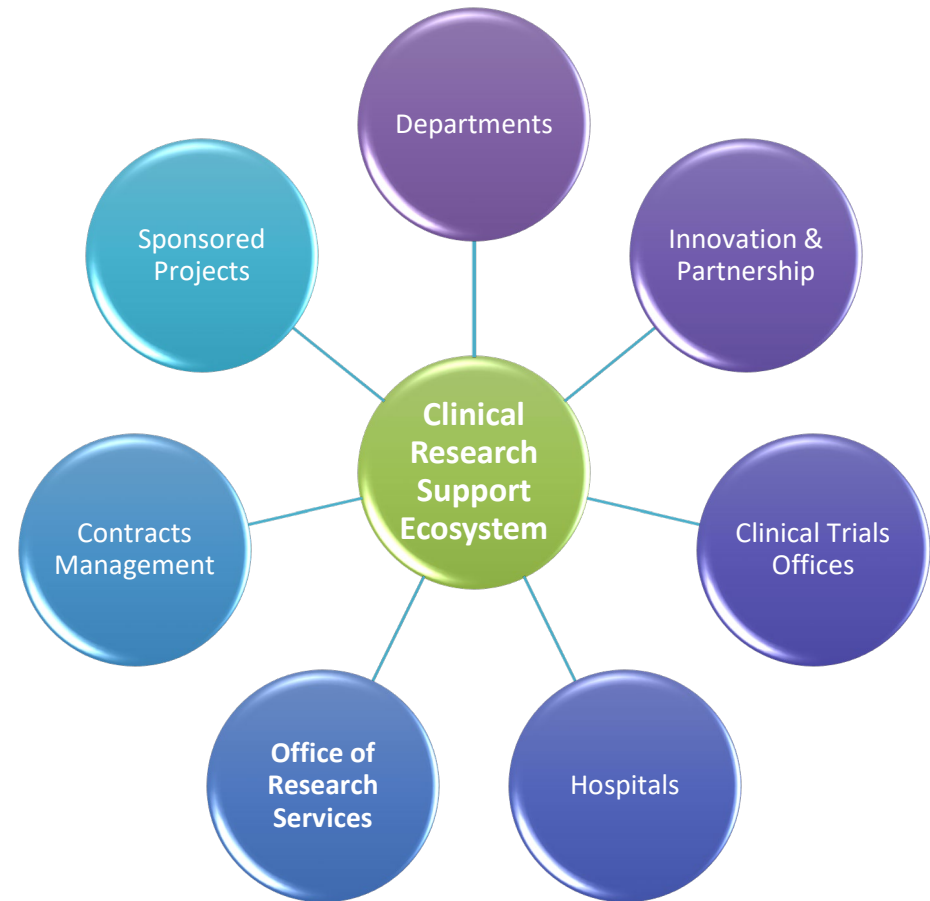 Departments
Innovation &
Partnership
Clinical Trials
Offices
Hospitals
Office of
Research
Services
Contracts
Management
Sponsored
Projects
Clinical
Research
Support
Ecosystem